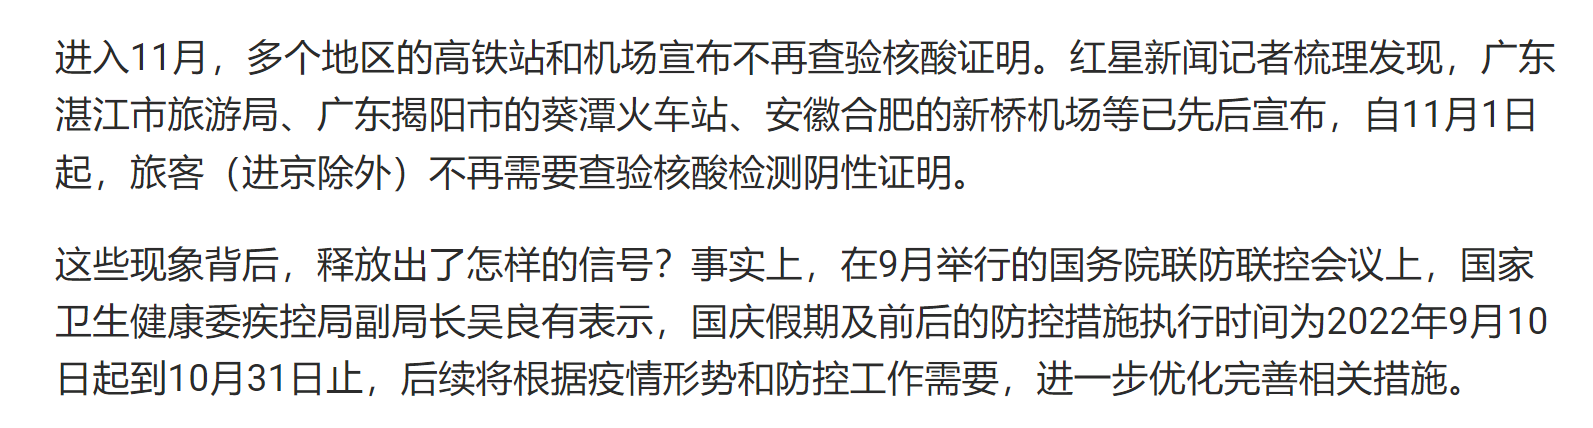 进入11月，多个地区的高铁站和机场宣布不再查验核酸证明。红星新闻记者梳理发现，广东
湛江市旅游局、广东揭阳市的葵潭火车站、安徽合肥的新桥机场等已先后宣布，自11月1日
起，旅客（进京除外）不再需要查验核酸检测阴性证明。
这些现象背后，释放出了怎样的信号？事实上，在9月举行的国务院联防联控会议上，国家
卫生健康委疾控局副局长吴良有表示，国庆假期及前后的防控措施执行时间为2022年9月10
日起到10月31日止，后续将根据疫情形势和防控工作需要，进一步优化完善相关措施。